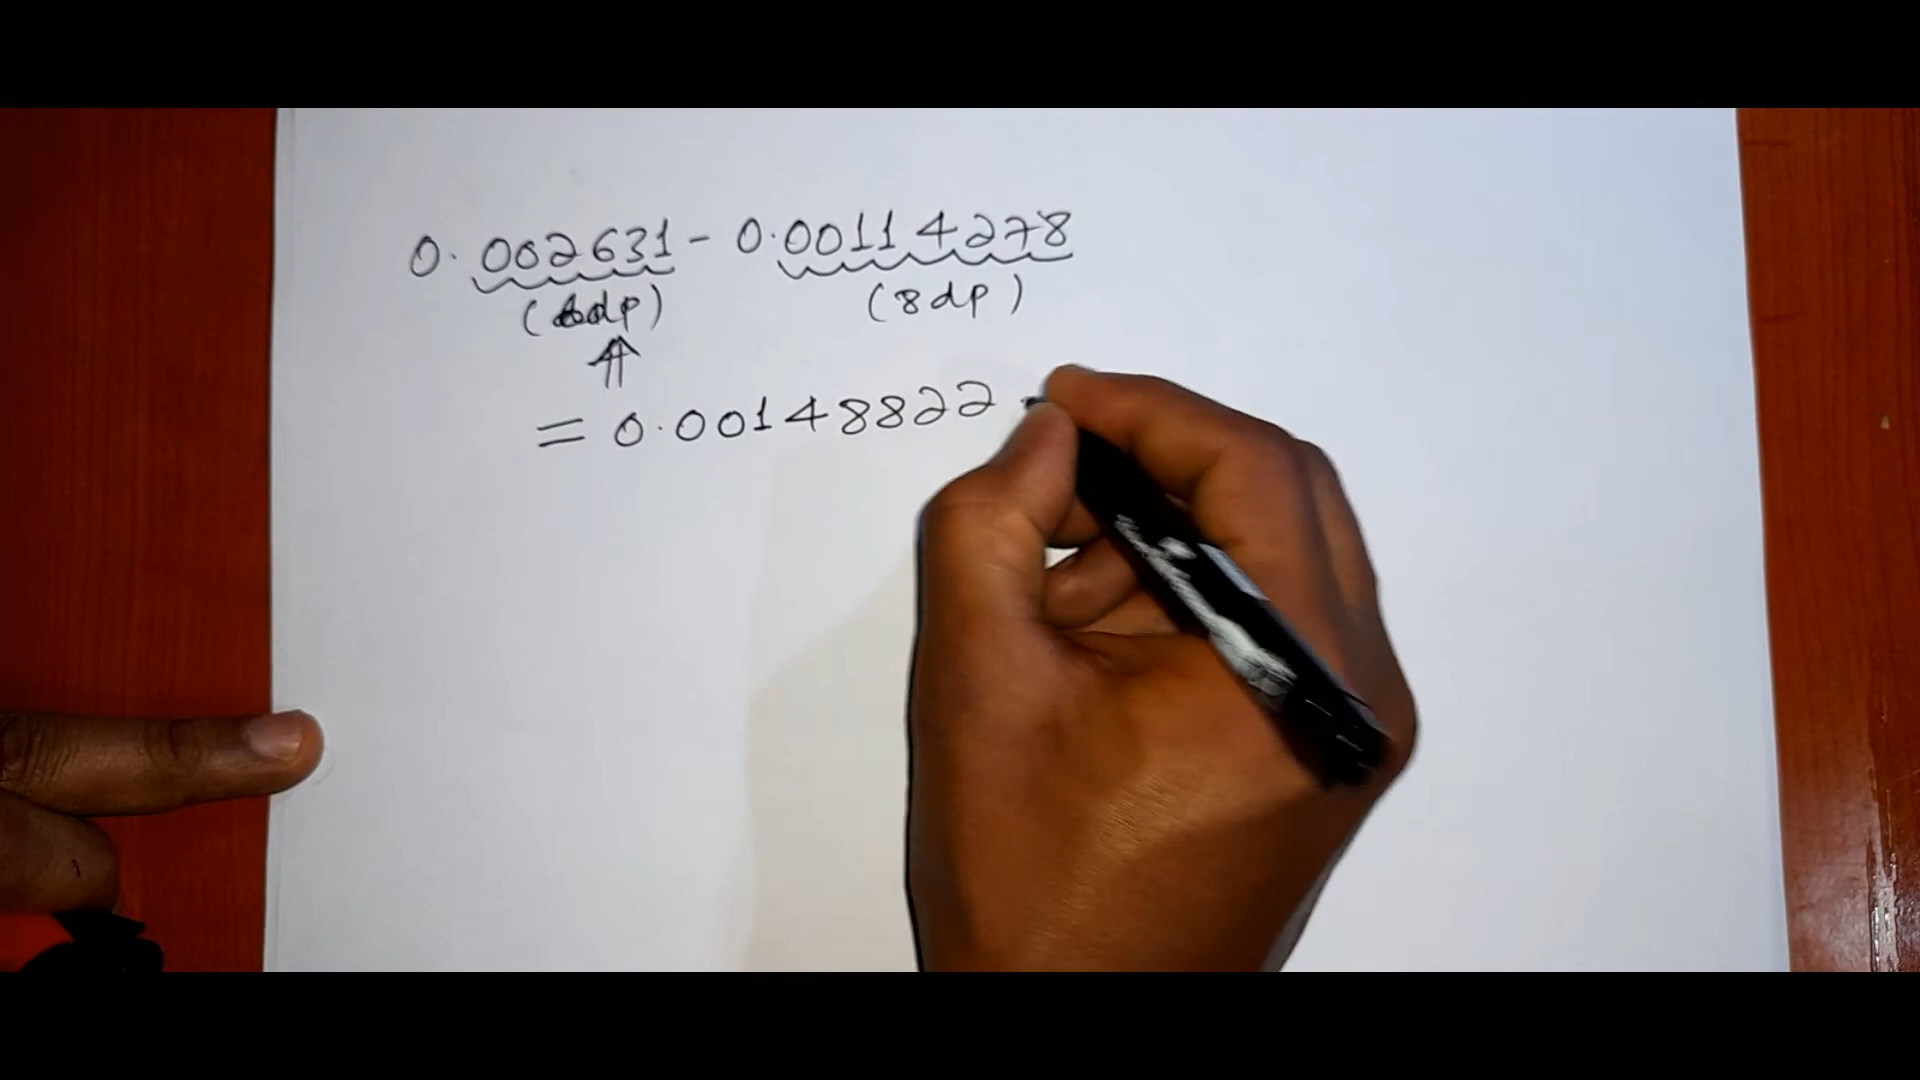 0.002631 - 0.00114278
(6dp) (8dp)
= 0.00148822